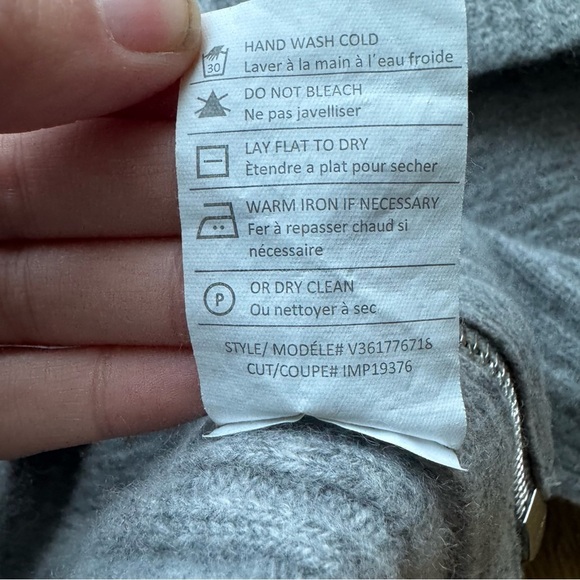 HAND WASH COLD
30
Laver à la main à l'eau froide
DO NOT BLEACH
Ne pas javelliser
LAY FLAT TO DRY
Ètendre a plat pour secher
WARM IRON IF NECESSARY
Fer à repasser chaud si
nécessaire
OR DRY CLEAN
P
Ou nettoyer à sec
STYLE/ MODÉLE# V361776718
CUT/COUPE# IMP19376